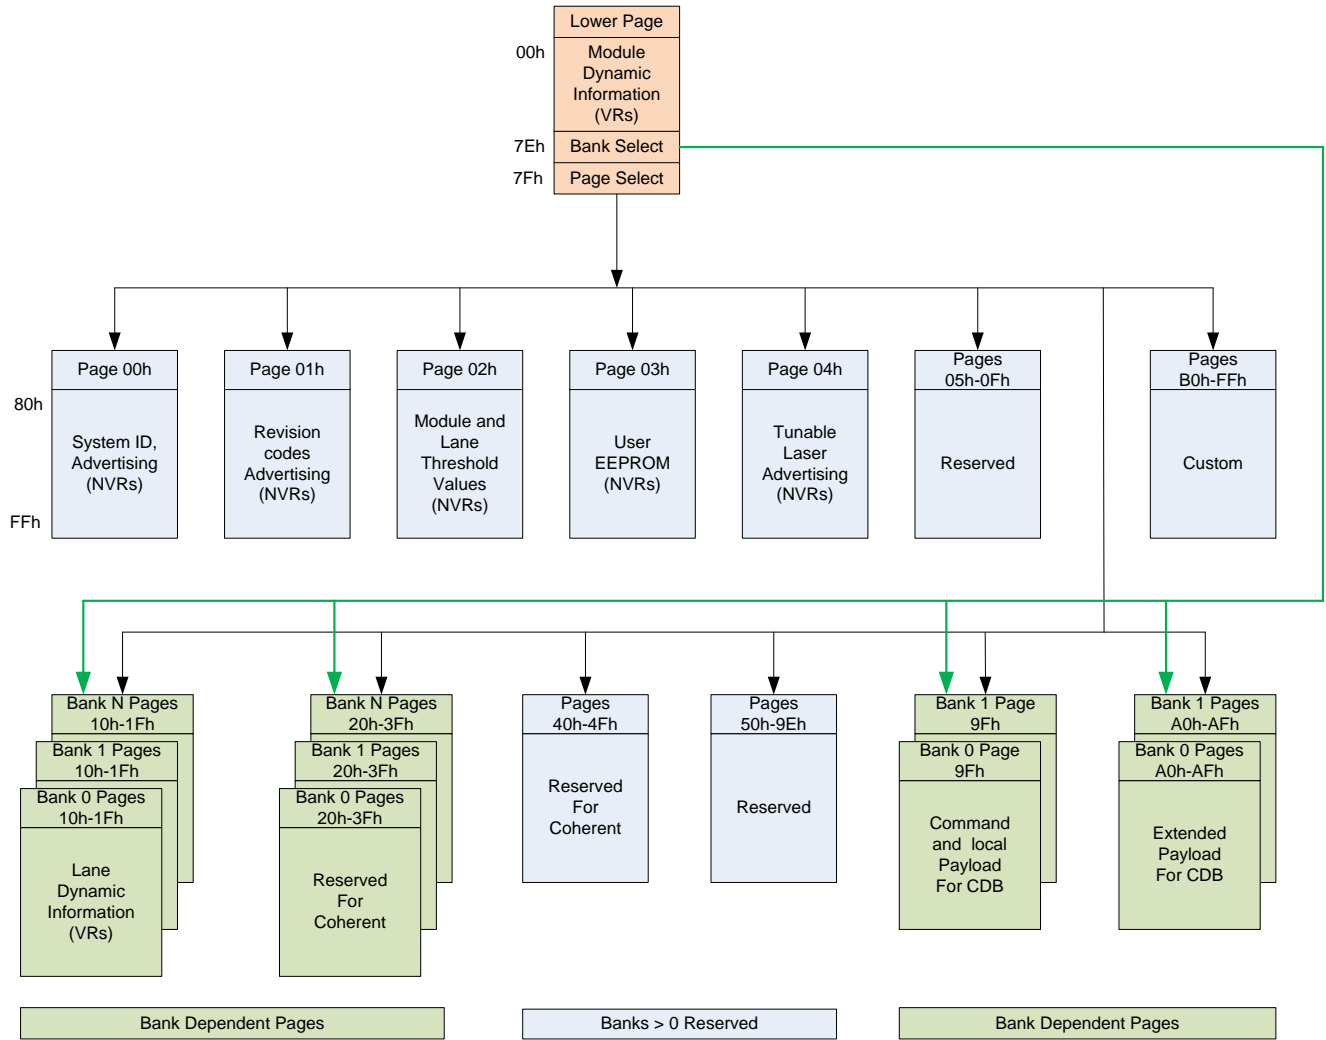 Lower Page
00h
Module
Dynamic
Information
(VRs)
7Eh
Bank Select
7Fh
Page Select
Page 00h
80h
System ID,
Advertising
(NVRs)
FFh
Page 01h
Revision
codes
Advertising
(NVRs)
Page 02h
Module and
Lane
Threshold
Values
(NVRs)
Page 03h
User
EEPROM
(NVRs)
Page 04h
Tunable
Laser
Advertising
(NVRs)
Pages
05h-0Fh
Reserved
Pages
B0h-FFh
Custom
Bank N Pages
10h-1Fh
Bank 1 Pages
10h-1Fh
Bank 0 Pages
10h-1Fh
Lane
Dynamic
Information
(VRs)
Bank N Pages
20h-3Fh
Bank 1 Pages
20h-3Fh
Bank 0 Pages
20h-3Fh
Reserved
For
Coherent
Pages
40h-4Fh
Reserved
For
Coherent
Pages
50h-9Eh
Reserved
Bank 1 Page
9Fh
Bank 0 Page
9Fh
Command
and local
Payload
For CDB
Bank 1 Pages
A0h-AFh
Bank 0 Pages
A0h-AFh
Extended
Payload
For CDB
Bank Dependent Pages
Banks > 0 Reserved
Bank Dependent Pages